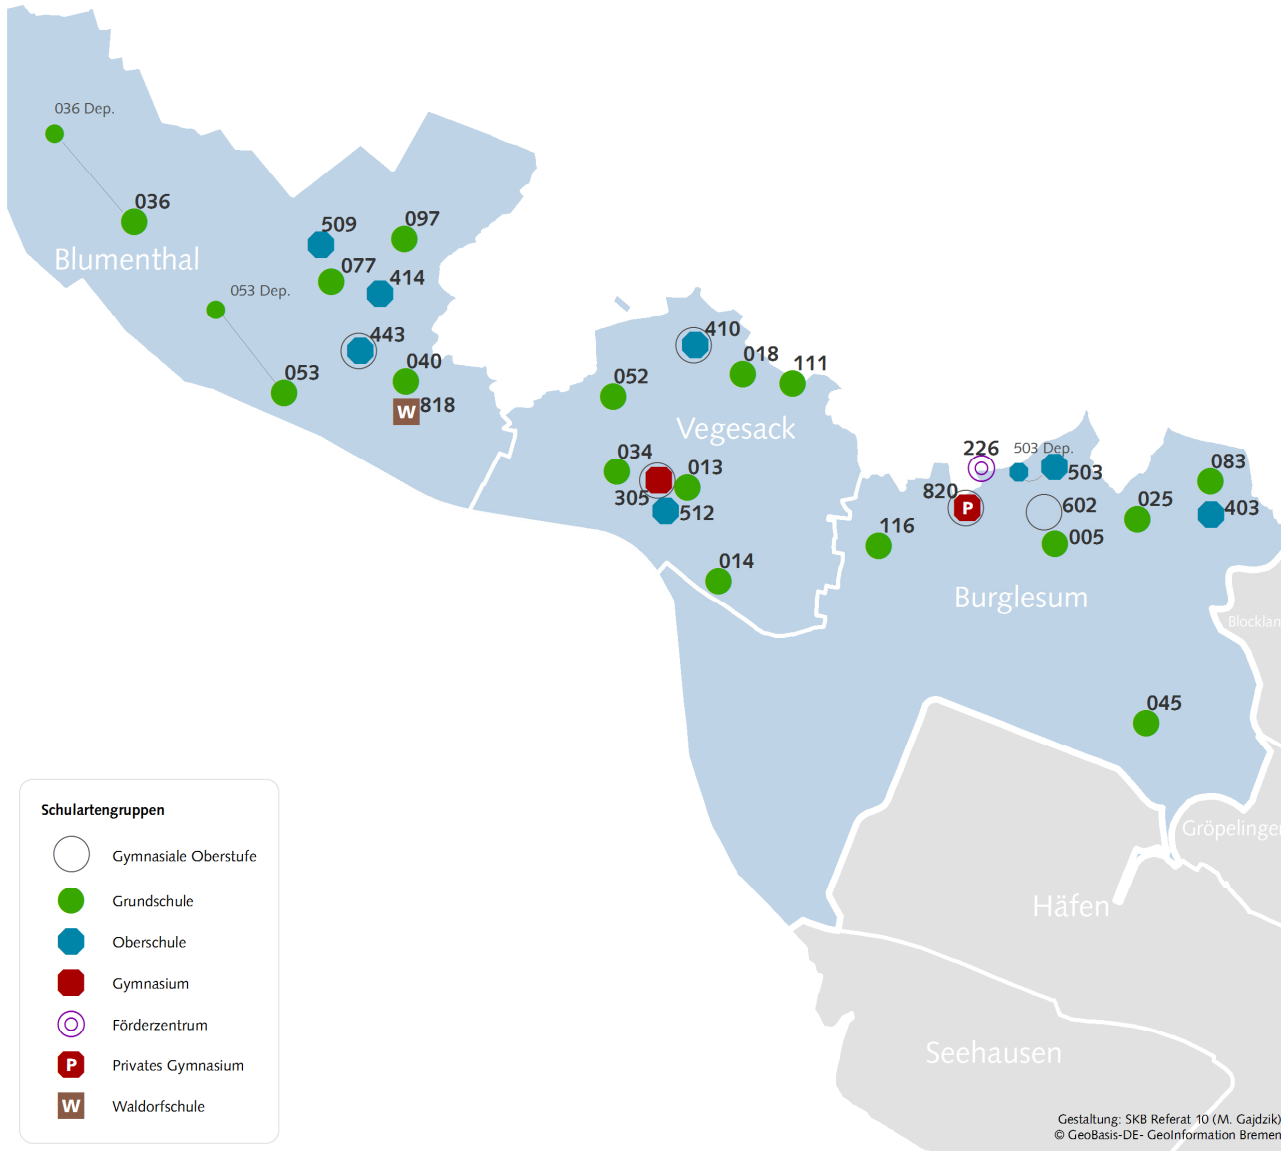 036 Dep.
036
Blumenthal
509
097
077
414
053 Dep.
443
053
040
W
818
410
018
111
052
Vegesack
034
013
305
512
014
226
503 Dep.
503
820
P
602
083
025
403
116
005
Burglesum
Blocklan
045
Gröpelinger
Häfen
Seehausen
Schulartengruppen
Gymnasiale Oberstufe
Grundschule
Oberschule
Gymnasium
Förderzentrum
P Privates Gymnasium
W Waldorfschule
Gestaltung: SKB Referat 10 (M. Gajdzik)
© GeoBasis-DE- GeoInformation Bremen